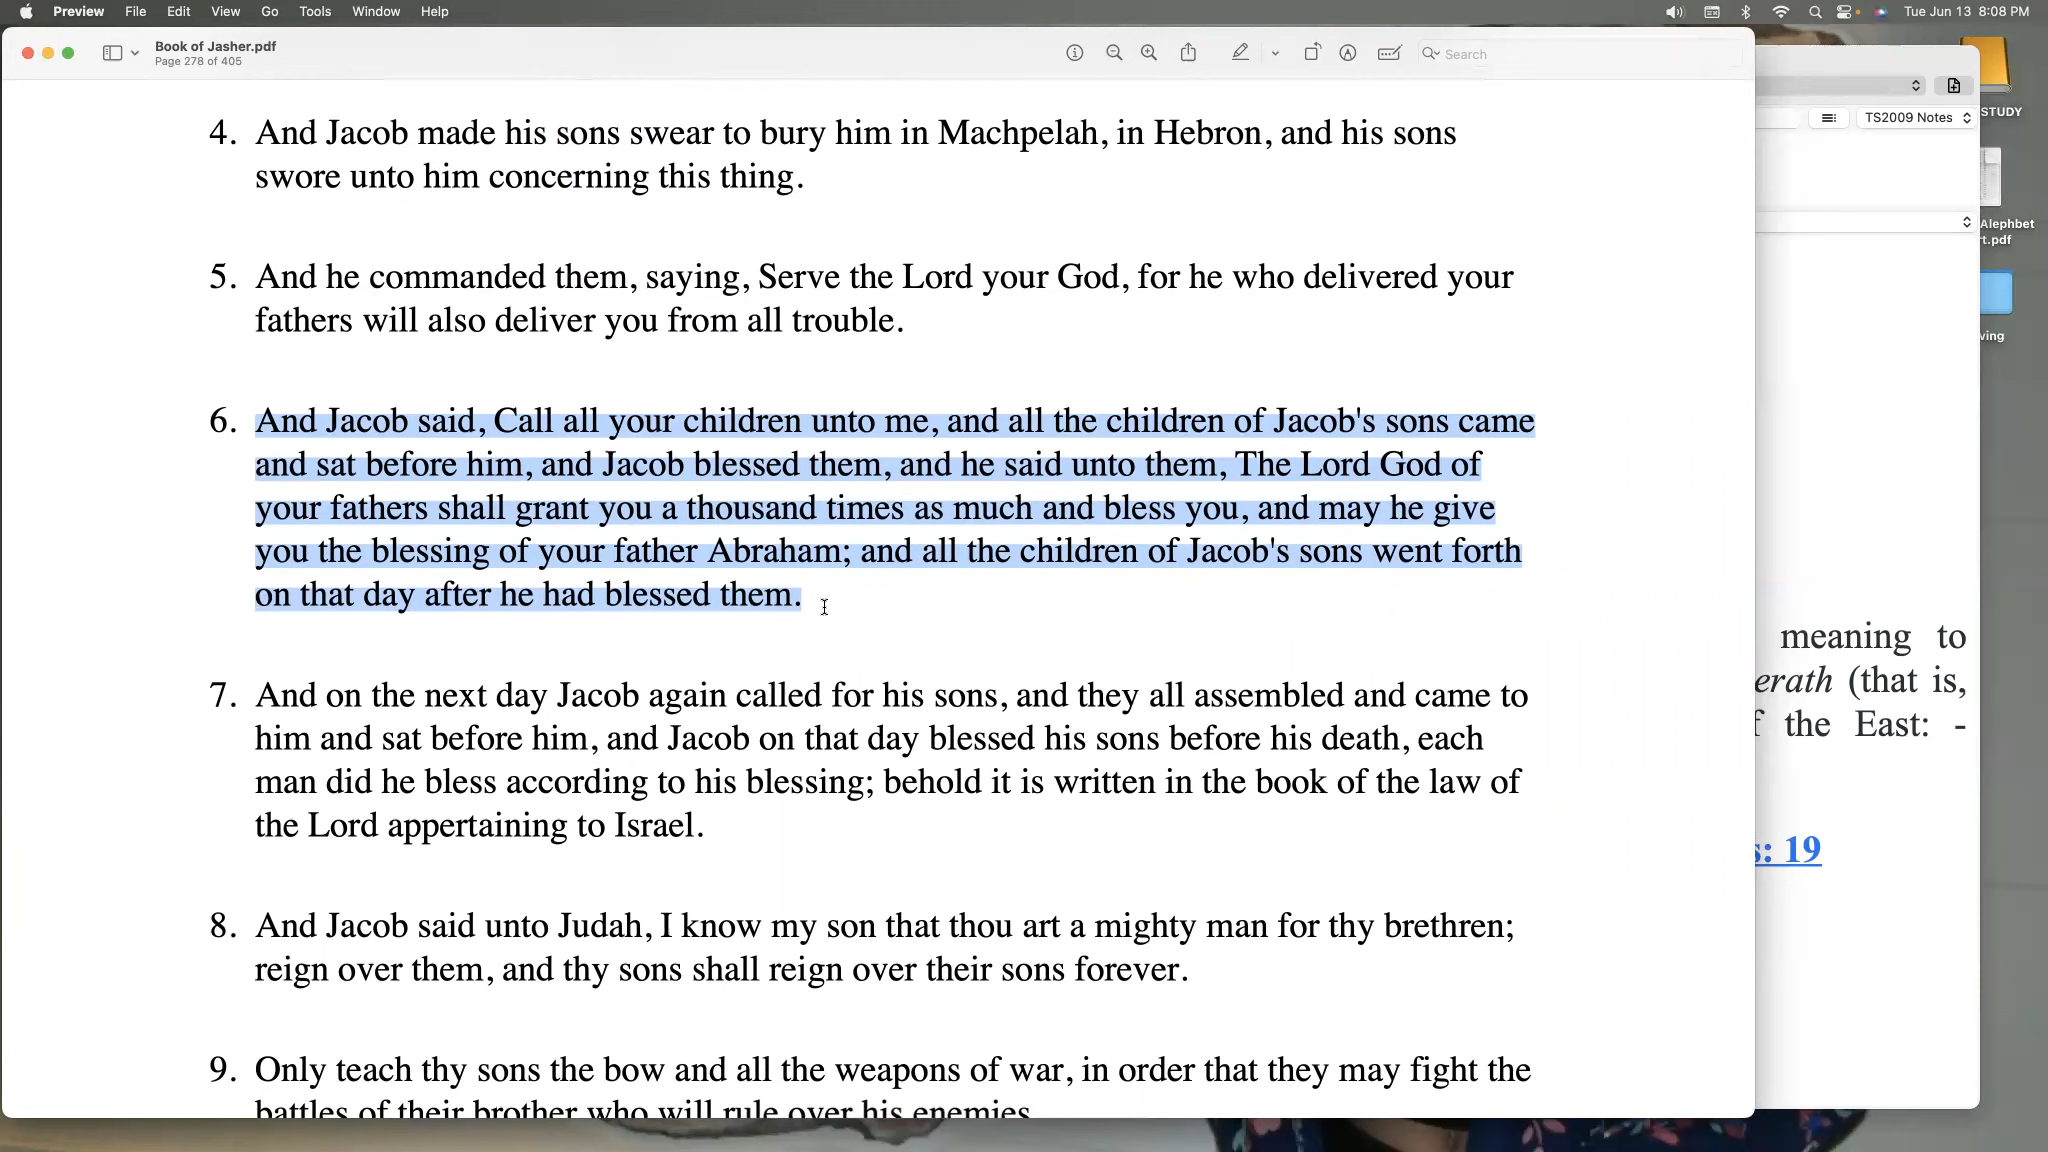 Preview File Edit View Go Tools Window Help
Tue Jun 13 8:08 PM
Book of Jasher.pdf
Page 278 of 405
Search
4. And Jacob made his sons swear to bury him in Machpelah, in Hebron, and his sons
swore unto him concerning this thing.
5. And he commanded them, saying, Serve the Lord your God, for he who delivered your
fathers will also deliver you from all trouble.
6. And Jacob said, Call all your children unto me, and all the children of Jacob's sons came
and sat before him, and Jacob blessed them, and he said unto them, The Lord God of
your fathers shall grant you a thousand times as much and bless you, and may he give
you the blessing of your father Abraham; and all the children of Jacob's sons went forth
on that day after he had blessed them.
7. And on the next day Jacob again called for his sons, and they all assembled and came to
him and sat before him, and Jacob on that day blessed his sons before his death, each
man did he bless according to his blessing; behold it is written in the book of the law of
the Lord appertaining to Israel.
8. And Jacob said unto Judah, I know my son that thou art a mighty man for thy brethren;
reign over them, and thy sons shall reign over their sons forever.
9. Only teach thy sons the bow and all the weapons of war, in order that they may fight the
battles of their brother who will rule over his enemies.
STUDY
TS2009 Notes
Alephbet
t.pdf
ving
meaning to
erath (that is,
f the East: -
s: 19